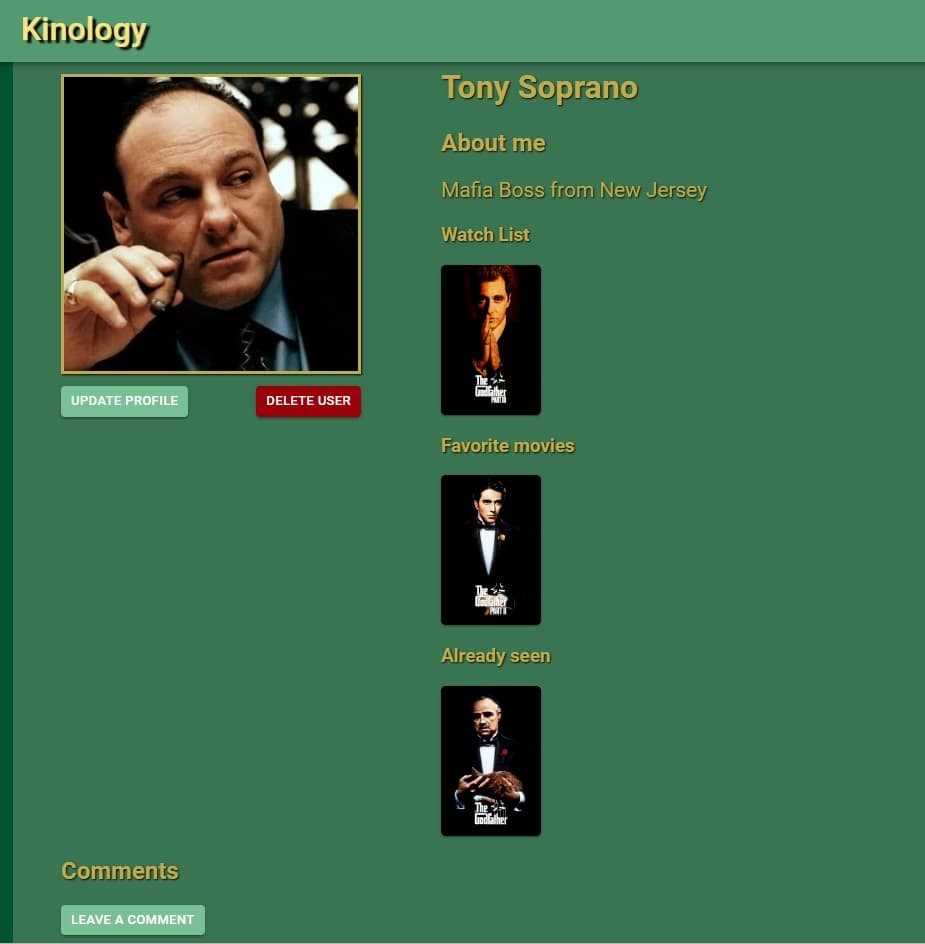 Kinology
Tony Soprano
About me
Mafia Boss from New Jersey
Watch List
The
Godfather
PART III
UPDATE PROFILE
DELETE USER
Favorite movies
The
Godfather
PART II
Already seen
The
Godfather
Comments
LEAVE A COMMENT